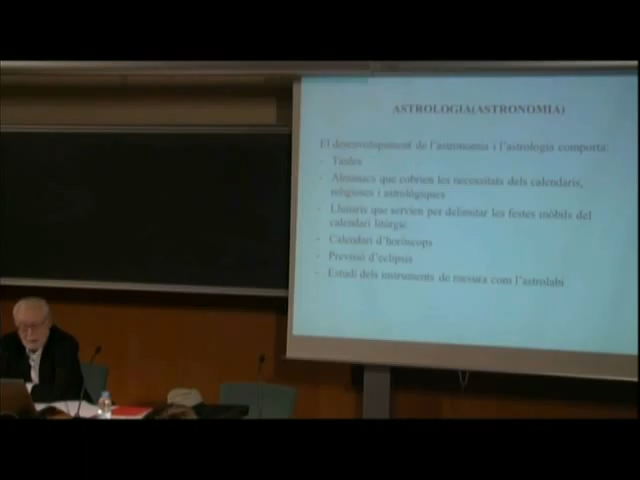 ASTROLOGIA(ASTRONOMIA)
El desenvolupament de l'astronomia i l'astrologia comporta:
- Taules
- Almanacs que cobrien les necessitats dels calendaris,
religiosos i astrològiques
- Llunaris que servien per delimitar les festes mòbils del
calendari litúrgic
- Calendari d'horòscops
- Previsió d'eclipsis
- Estudi dels instruments de mesura com l'astrolabi